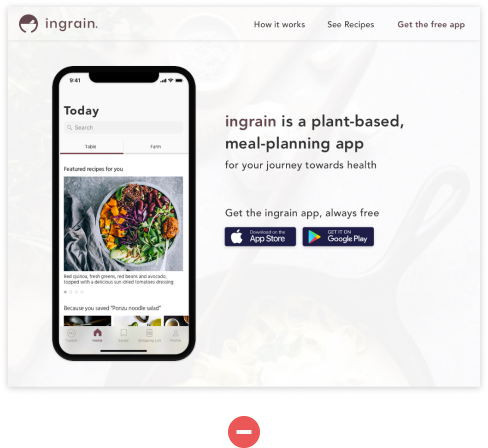 ingrain.
How it works
See Recipes
Get the free app
9:41
Today
Search
Table
Farm
Featured recipes for you
Red quinoa, fresh greens, red beans and avocado,
topped with a delicious sun-dried tomatoes dressing
Because you saved "Ponzu noodle salad"
Home
Shopping List
Profile
ingrain is a plant-based,
meal-planning app
for your journey towards health
Get the ingrain app, always free
Download on the
App Store
GET IT ON
Google Play